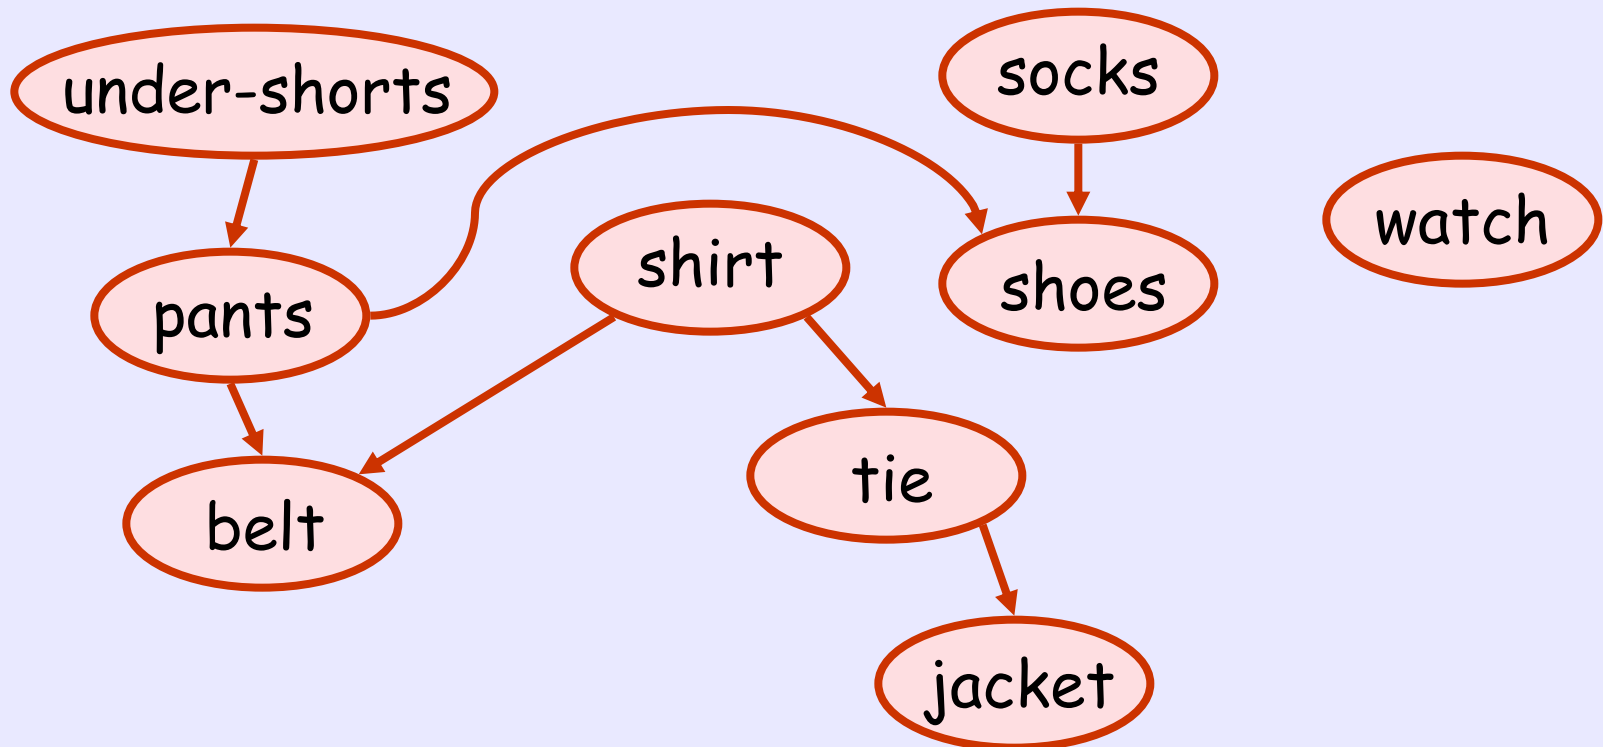 under-shorts
socks
watch
shirt
shoes
pants
tie
belt
jacket